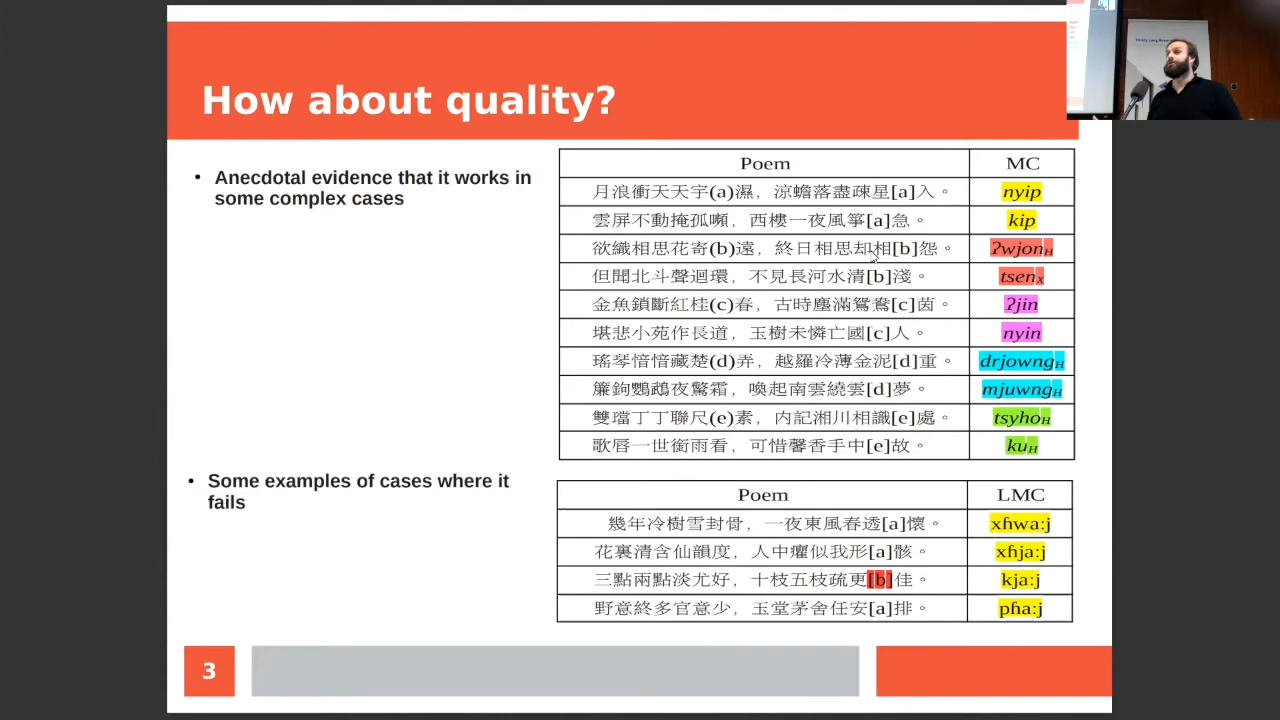 How about quality?
• Anecdotal evidence that it works in
some complex cases
Poem MC
月浪衝天天宇(a)濕，涼蟾落盡疎星[a]入。 nyip
雲屏不動掩孤嚬，西樓一夜風箏[a]急。 kip
欲織相思花寄(b)遠，終日相思却相[b]怨。 ʔwjonH
但聞北斗聲迴環，不見長河水清[b]淺。 tsenX
金魚鎖斷紅桂(c)春，古時塵滿鴛鴦[c]茵。 ʔjin
堪悲小苑作長道，玉樹未憐亡國[c]人。 nyin
瑤琴愔愔藏楚(d)弄，越羅冷薄金泥[d]重。 drjowngH
簾鉤鸚鵡夜驚霜，喚起南雲繞雲[d]夢。 mjuwngH
雙璫丁丁聯尺(e)素，内記湘川相識[e]處。 tsyhoH
歌唇一世銜雨看，可惜馨香手中[e]故。 kuH
• Some examples of cases where it
fails
Poem LMC
幾年冷樹雪封骨，一夜東風春透[a]懷。 xɦwa:j
花裏清含仙韻度，人中癯似我形[a]骸。 xɦja:j
三點兩點淡尤好，十枝五枝疏更[b]佳。 kja:j
野意終多官意少，玉堂茅舍任安[a]排。 pɦa:j
3